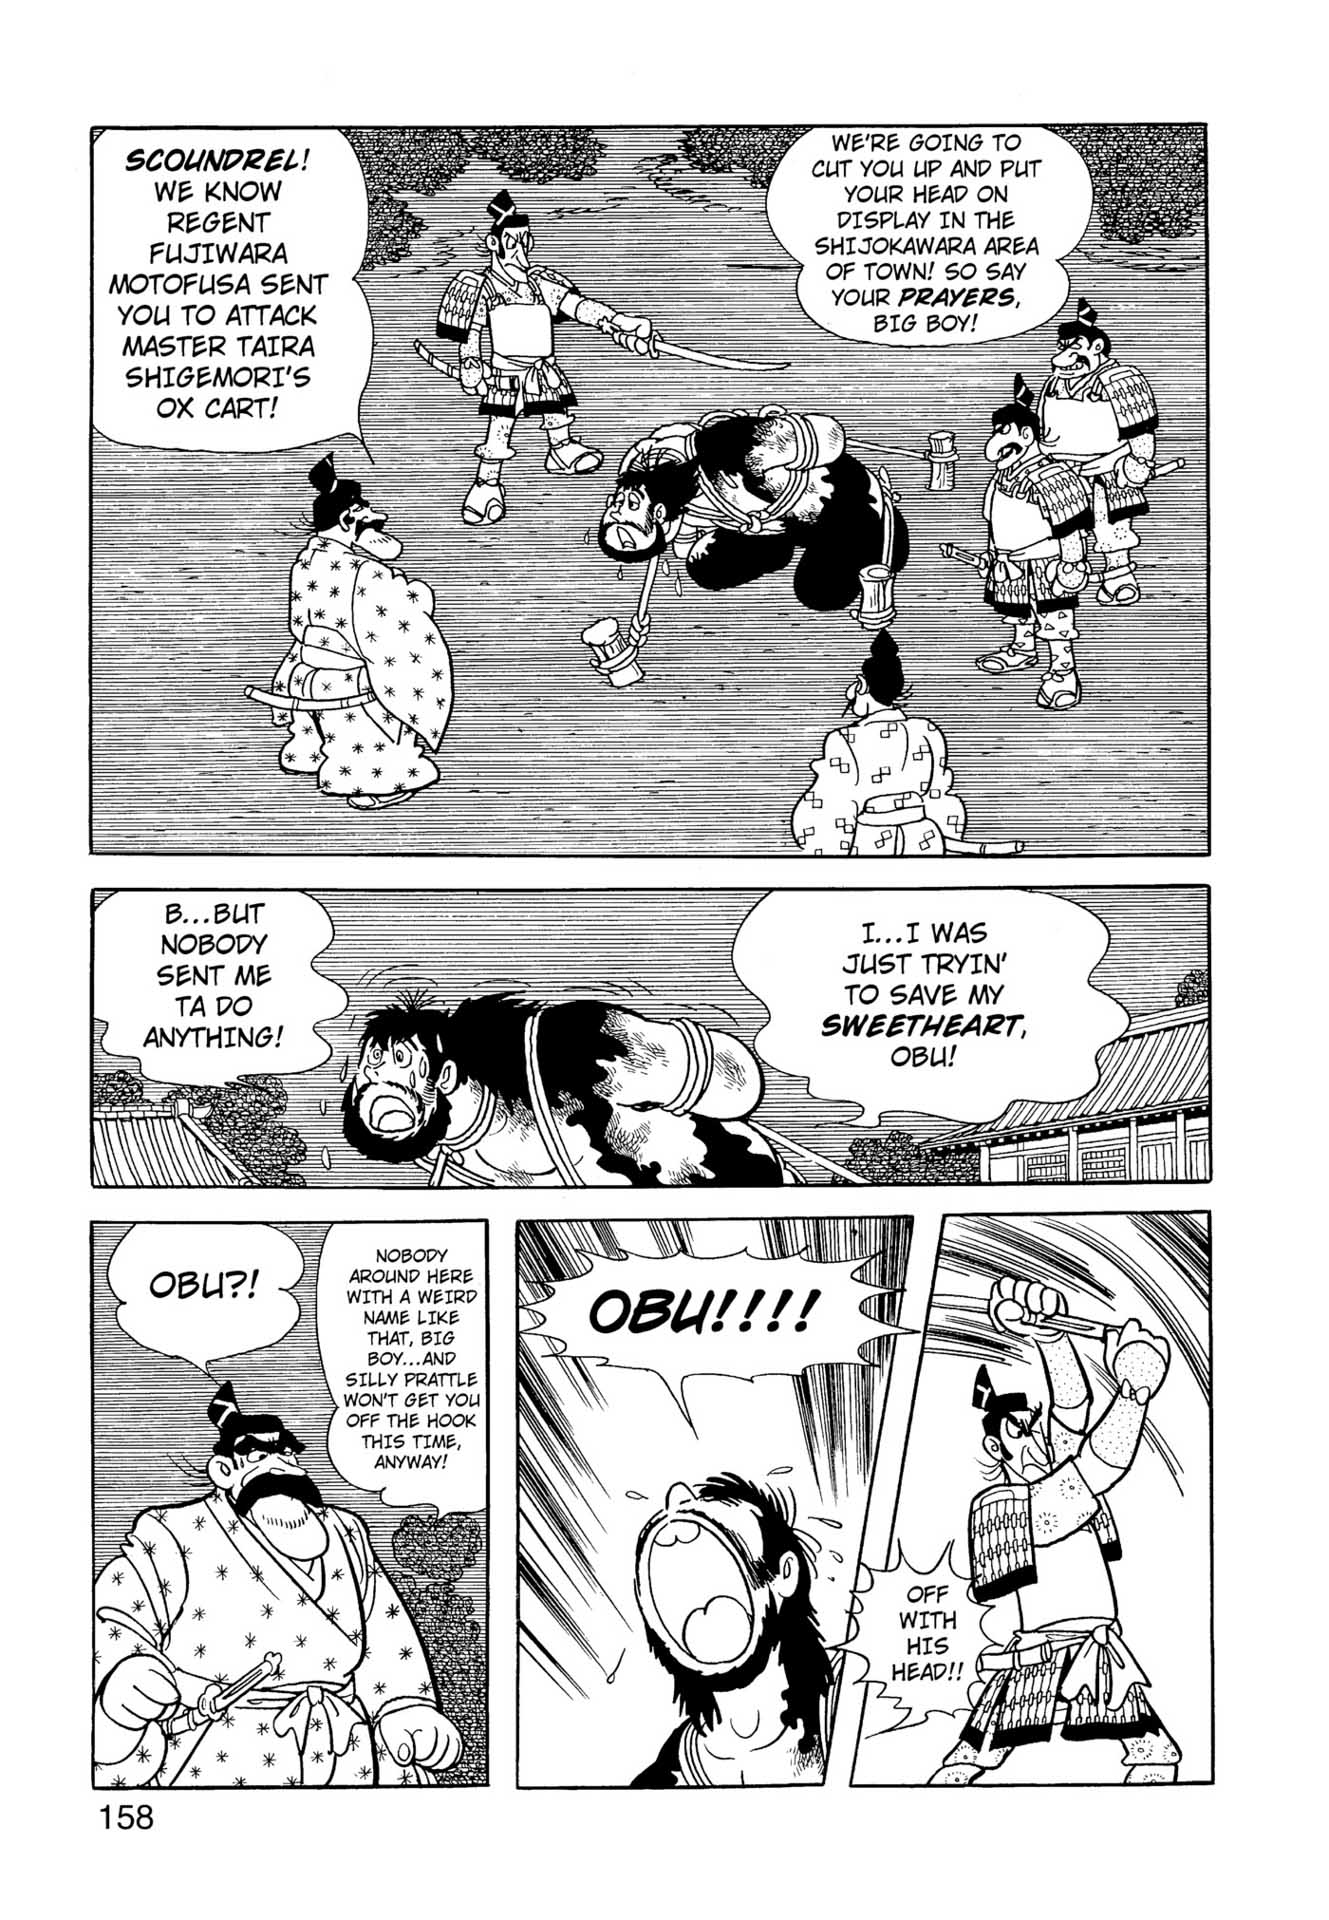 SCOUNDREL!
WE KNOW
REGENT
FUJIWARA
MOTOFUSA SENT
YOU TO ATTACK
MASTER TAIRA
SHIGEMORI'S
OX CART!
WE'RE GOING TO
CUT YOU UP AND PUT
YOUR HEAD ON
DISPLAY IN THE
SHIJOKAWARA AREA
OF TOWN! SO SAY
YOUR PRAYERS,
BIG BOY!
B...BUT
NOBODY
SENT ME
TA DO
ANYTHING!
I...I WAS
JUST TRYIN'
TO SAVE MY
SWEETHEART,
OBU!
OBU?!
NOBODY
AROUND HERE
WITH A WEIRD
NAME LIKE
THAT, BIG
BOY...AND
SILLY PRATTLE
WON'T GET YOU
OFF THE HOOK
THIS TIME,
ANYWAY!
OBU!!!!
OFF
WITH
HIS
HEAD!!
158